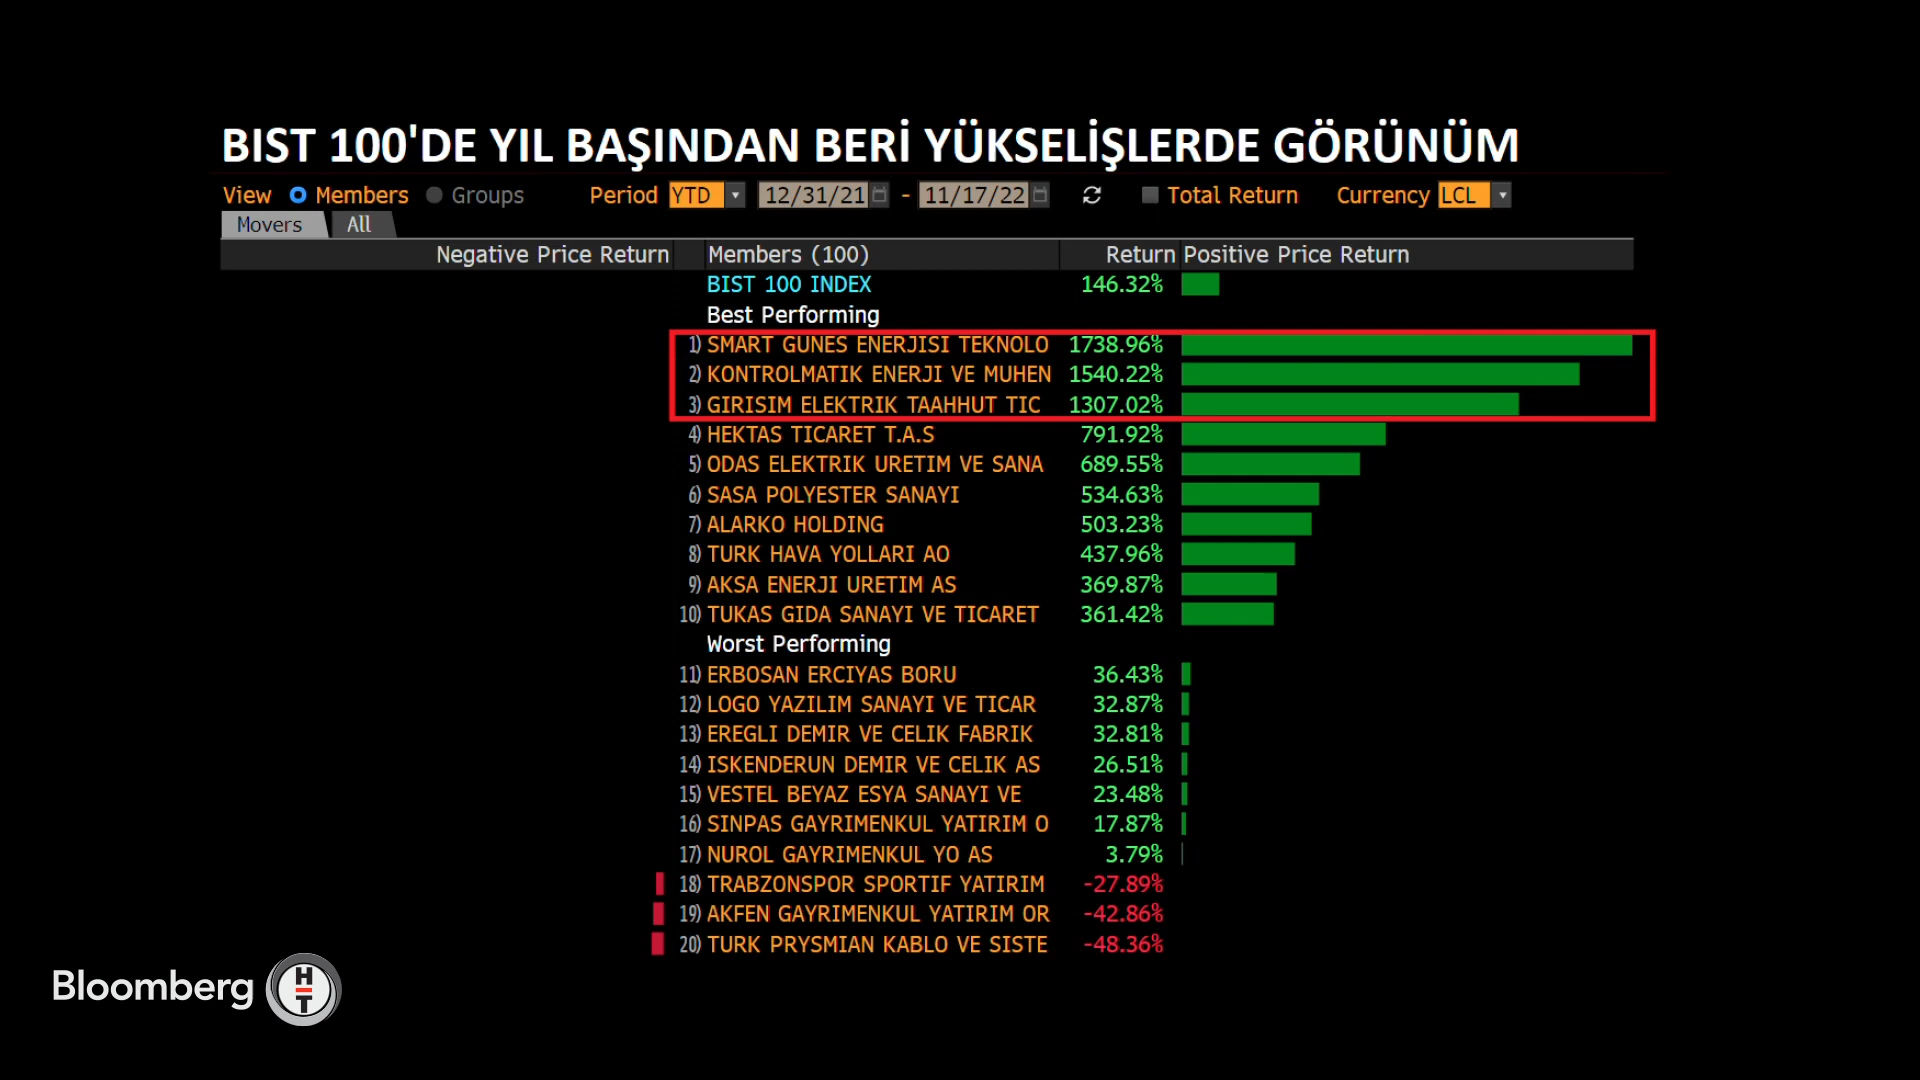 BIST 100'DE YIL BAŞINDAN BERİ YÜKSELİŞLERDE GÖRÜNÜM
View Members Groups Period YTD 12/31/21 - 11/17/22 Total Return Currency LCL
Movers All
Negative Price Return Members (100) Return Positive Price Return
BIST 100 INDEX 146.32%
Best Performing
1) SMART GUNES ENERJISI TEKNOLO 1738.96%
2) KONTROLMATIK ENERJI VE MUHEN 1540.22%
3) GIRISIM ELEKTRIK TAAHHUT TIC 1307.02%
4) HEKTAS TICARET T.A.S 791.92%
5) ODAS ELEKTRIK URETIM VE SANA 689.55%
6) SASA POLYESTER SANAYI 534.63%
7) ALARKO HOLDING 503.23%
8) TURK HAVA YOLLARI AO 437.96%
9) AKSA ENERJI URETIM AS 369.87%
10) TUKAS GIDA SANAYI VE TICARET 361.42%
Worst Performing
11) ERBOSAN ERCIYAS BORU 36.43%
12) LOGO YAZILIM SANAYI VE TICAR 32.87%
13) EREGLI DEMIR VE CELIK FABRIK 32.81%
14) ISKENDERUN DEMIR VE CELIK AS 26.51%
15) VESTEL BEYAZ ESYA SANAYI VE 23.48%
16) SINPAS GAYRIMENKUL YATIRIM O 17.87%
17) NUROL GAYRIMENKUL YO AS 3.79%
18) TRABZONSPOR SPORTIF YATIRIM -27.89%
19) AKFEN GAYRIMENKUL YATIRIM OR -42.86%
20) TURK PRYSMIAN KABLO VE SISTE -48.36%
Bloomberg HT